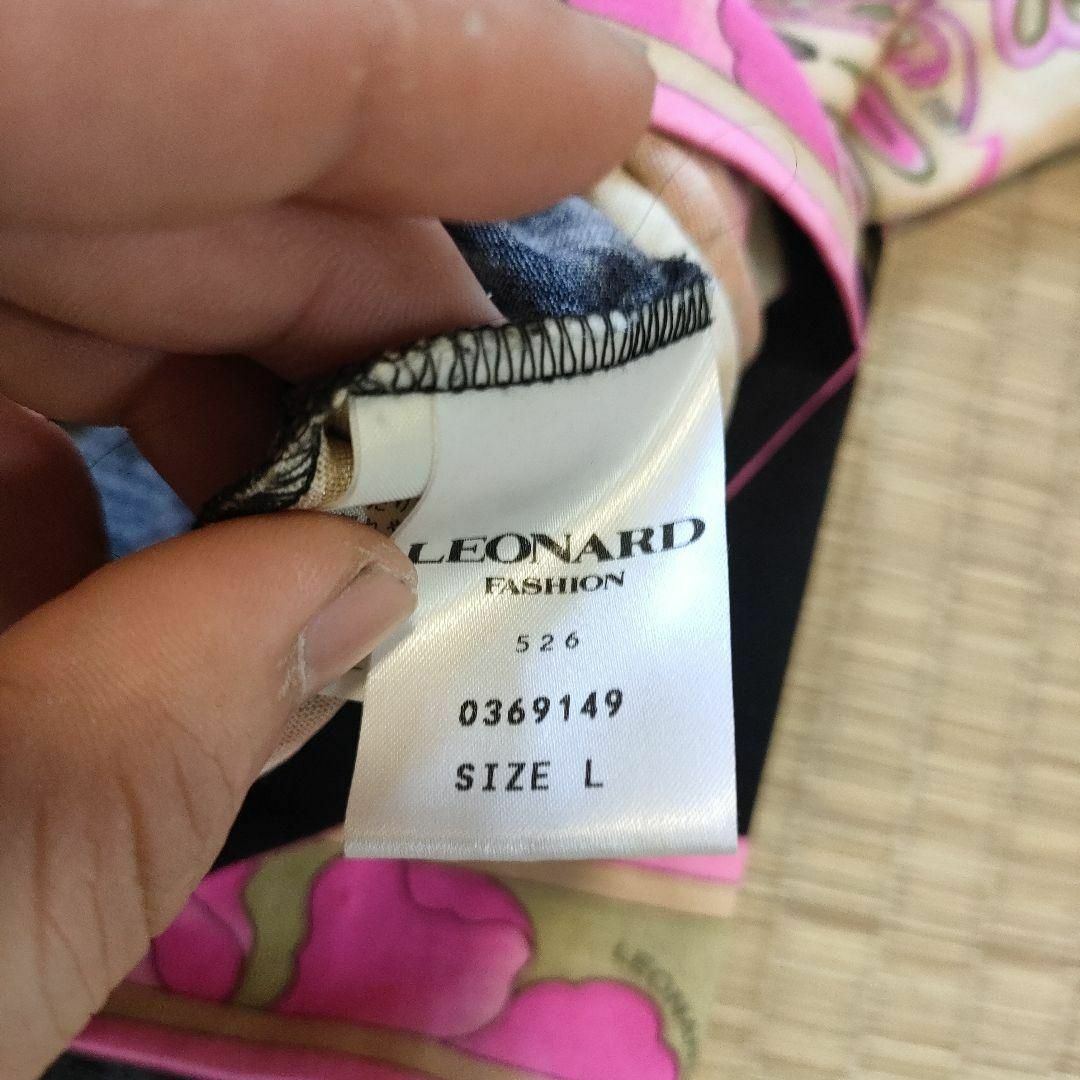 LEONARD
FASHION
526
0369149
SIZE L